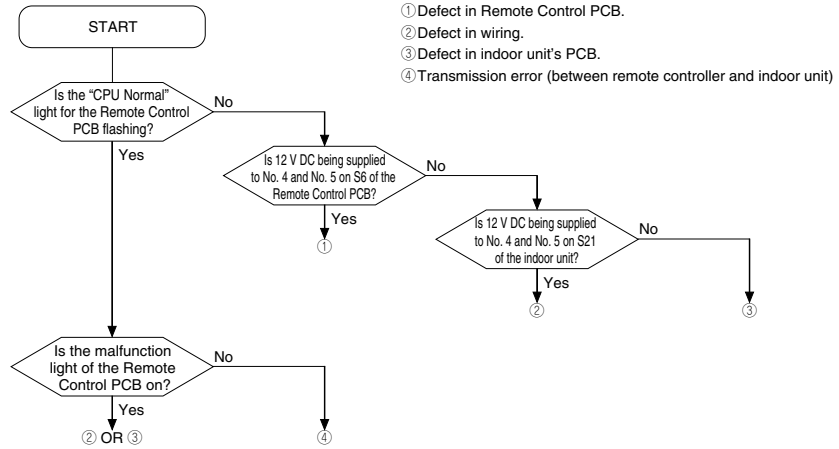 START
①Defect in Remote Control PCB.
②Defect in wiring.
③Defect in indoor unit's PCB.
④Transmission error (between remote controller and indoor unit)
Is the “CPU Normal”
light for the Remote Control
PCB flashing?
No
Yes
Is 12 V DC being supplied
to No. 4 and No. 5 on S6 of the
Remote Control PCB?
No
Yes
①
Is 12 V DC being supplied
to No. 4 and No. 5 on S21
of the indoor unit?
No
Yes
②
③
Is the malfunction
light of the Remote
Control PCB on?
No
Yes
② OR ③
④